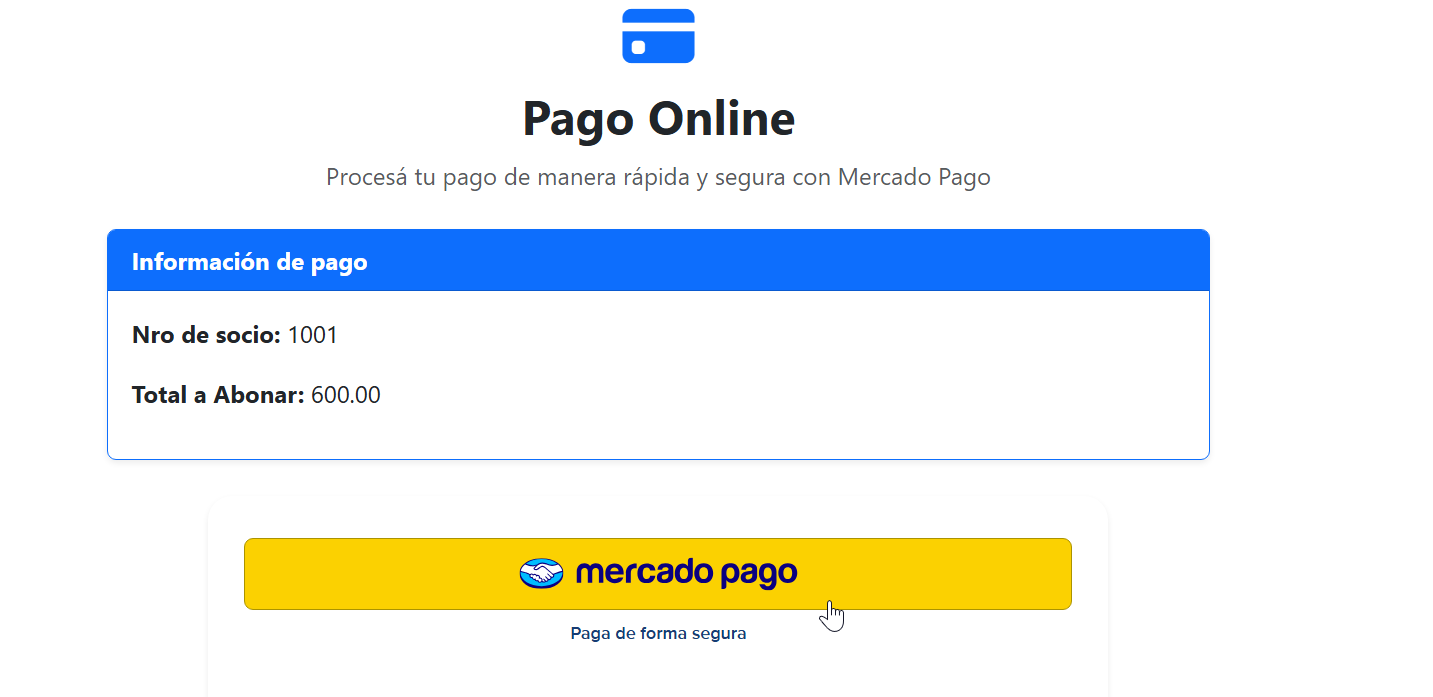 Pago Online
Procesá tu pago de manera rápida y segura con Mercado Pago
Información de pago
Nro de socio: 1001
Total a Abonar: 600.00
mercado pago
Paga de forma segura